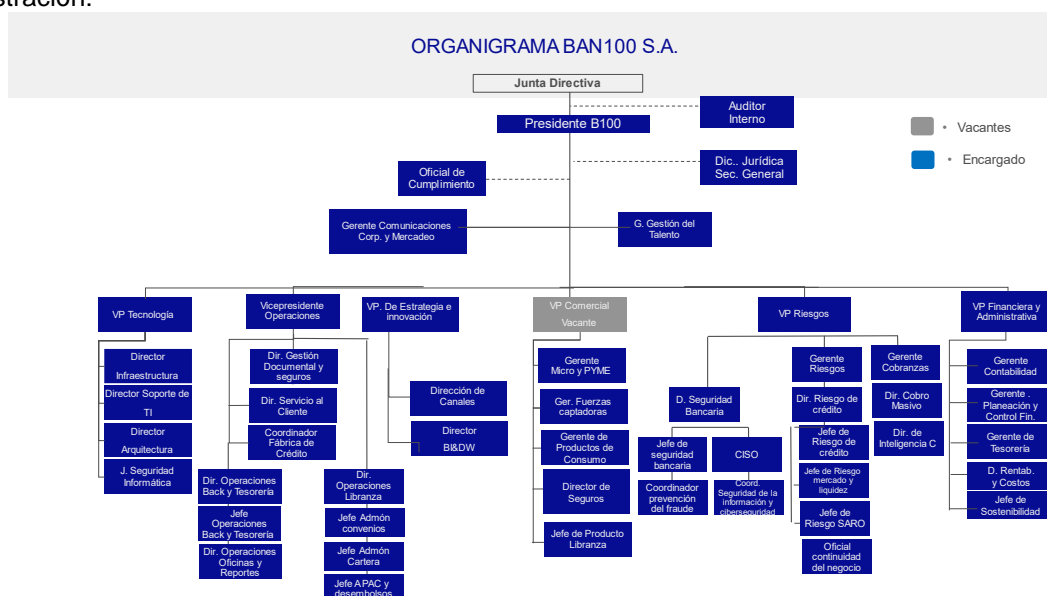 stración.
ORGANIGRAMA BAN100 S.A.
Junta Directiva
Auditor
Interno
Presidente B100
• Vacantes
• Encargado
Dic.. Jurídica
Sec. General
Oficial de
Cumplimiento
Gerente Comunicaciones
Corp. y Mercadeo
G. Gestión del
Talento
VP Tecnología
Vicepresidente
Operaciones
VP. De Estrategia e
innovación
VP Comercial
Vacante
VP Riesgos
VP Financiera y
Administrativa
Director
Infraestructura
Director Soporte de
TI
Director
Arquitectura
J. Seguridad
Informática
Dir. Gestión
Documental y
seguros
Dir. Servicio al
Cliente
Coordinador
Fábrica de
Crédito
Dir. Operaciones
Back y Tesorería
Jefe
Operaciones
Back y Tesorería
Dir. Operaciones
Oficinas y
Reportes
Dir.
Operaciones
Libranza
Jefe Admón
convenios
Jefe Admón
Cartera
Jefe APAC y
desembolsos
Dirección de
Canales
Director
BI&DW
Gerente
Micro y PYME
Ger. Fuerzas
captadoras
Gerente de
Productos de
Consumo
Director de
Seguros
Jefe de Producto
Libranza
D. Seguridad
Bancaria
Jefe de
seguridad
bancaria
Coordinador
prevención
del fraude
CISO
Coord.
Seguridad de la
información y
ciberseguridad
Gerente
Riesgos
Dir. Riesgo de
crédito
Jefe de
Riesgo de
crédito
Jefe de Riesgo
mercado y
liquidez
Jefe de
Riesgo SARO
Oficial
continuidad
del negocio
Gerente
Cobranzas
Dir. Cobro
Masivo
Dir. de
Inteligencia C
Gerente
Contabilidad
Gerente .
Planeación y
Control Fin.
Gerente de
Tesorería
D. Rentab.
y Costos
Jefe de
Sostenibilidad